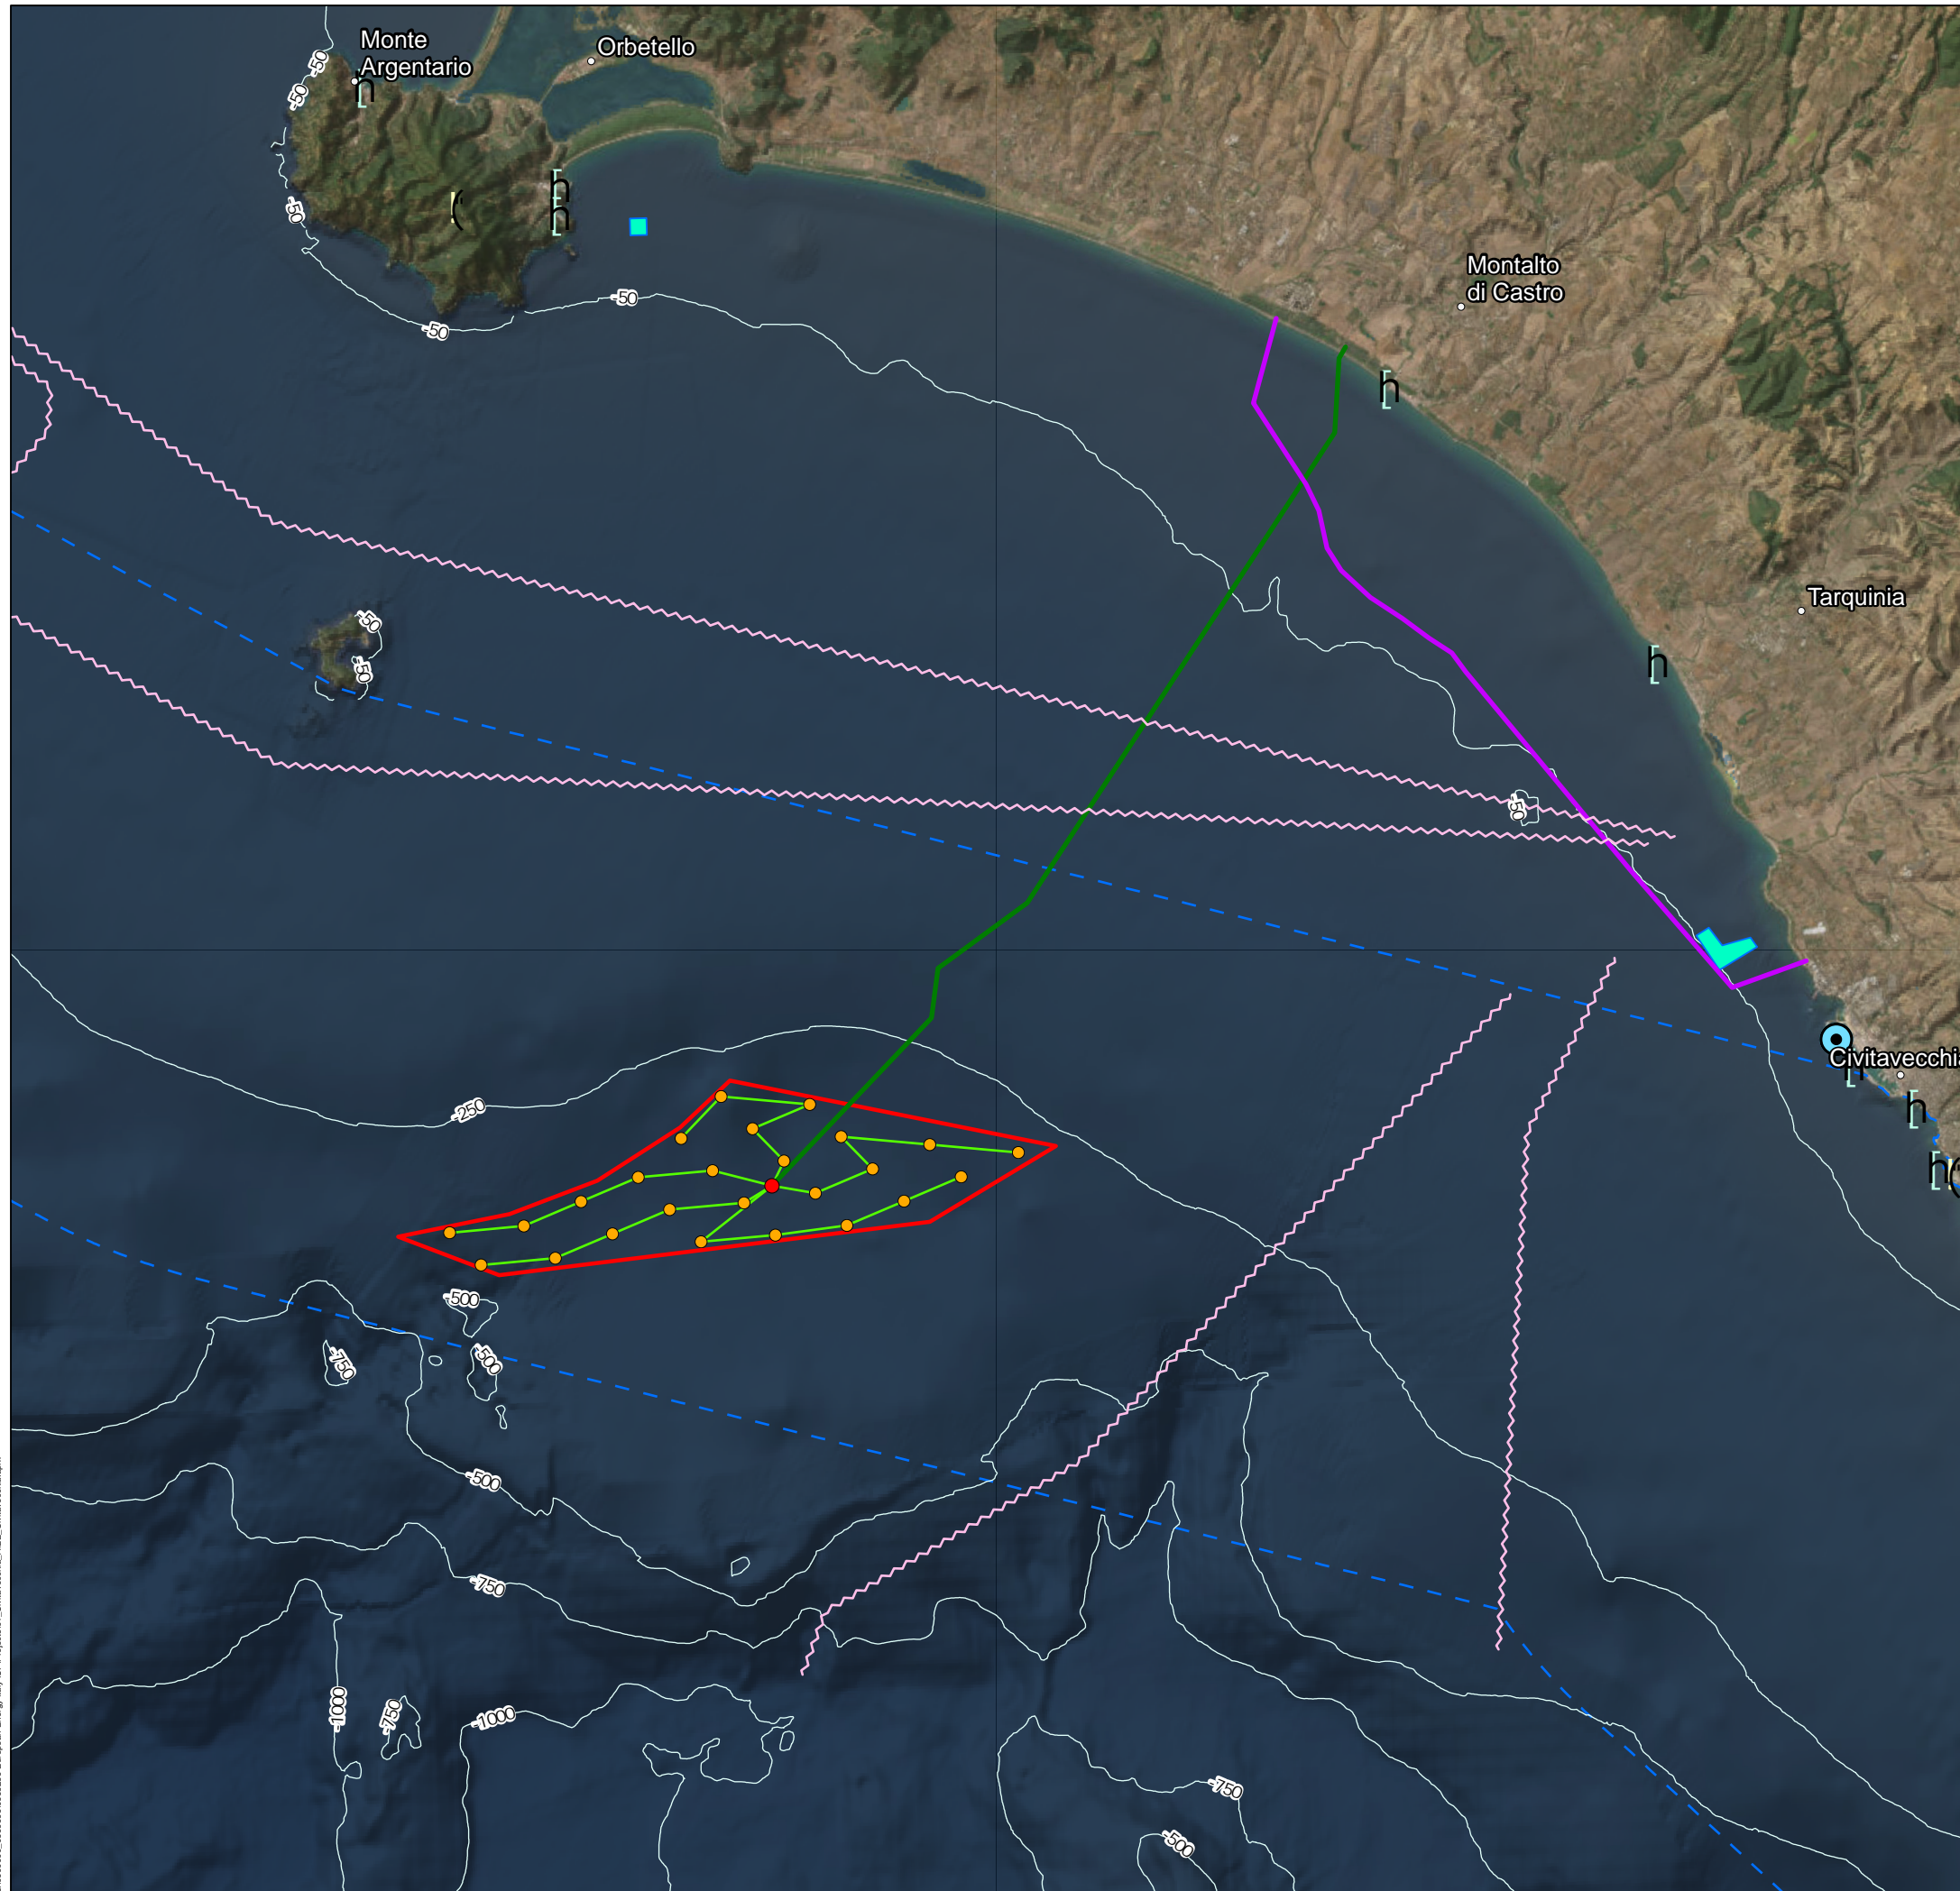 Monte
Argentario
Orbetello
-50
-50
-50
h
[
!(
h
[
h
[
-50
-50
Montalto
di Castro
h
[
Tarquinia
-50
-50
h
[
-50
Civitavecchia
h
[
h
[
h
[
-250
-500
-750
-500
-500
-750
-1000
-750
-1000
-750
-500